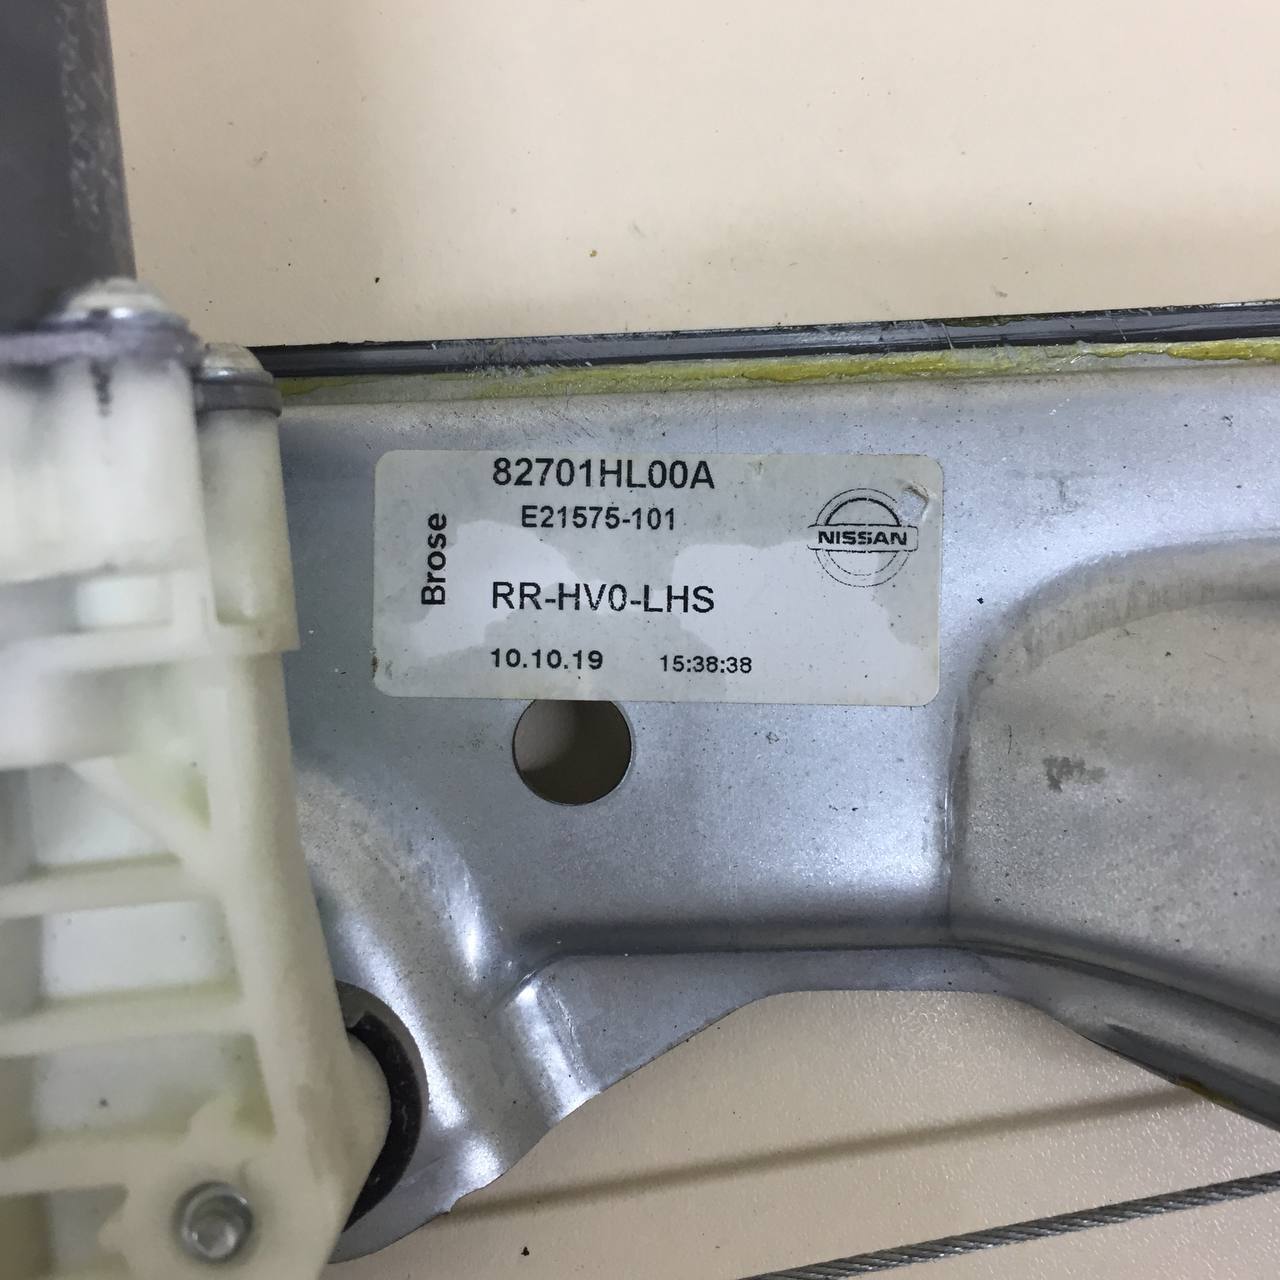 82701HL00A
E21575-101
Brose
NISSAN
RR-HV0-LHS
10.10.19 15:38:38